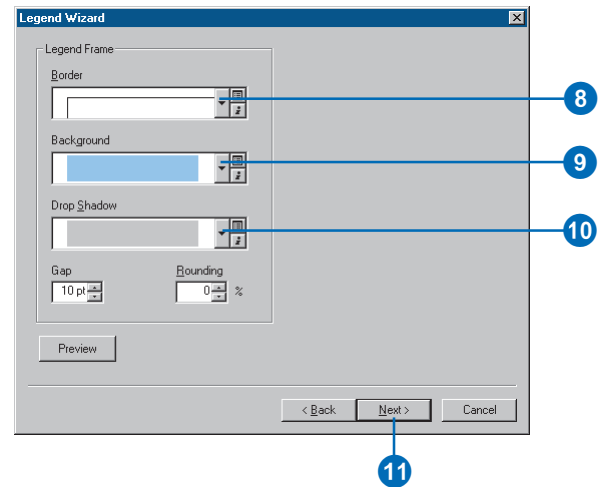 Legend Wizard
Legend Frame
Border
8
Background
9
Drop Shadow
10
Gap
Rounding
10 pt
0 %
Preview
< Back
Next >
Cancel
11